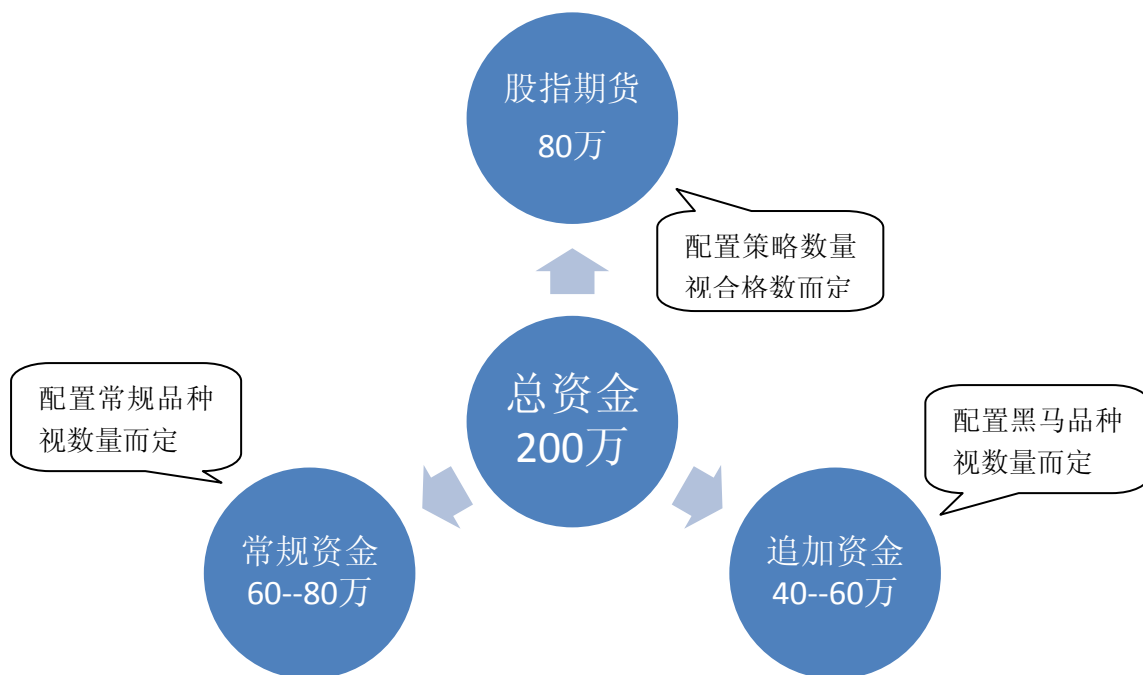 股指期货
80万
配置策略数量
视合格数而定
总资金
200万
配置常规品种
视数量而定
配置黑马品种
视数量而定
常规资金
60--80万
追加资金
40--60万